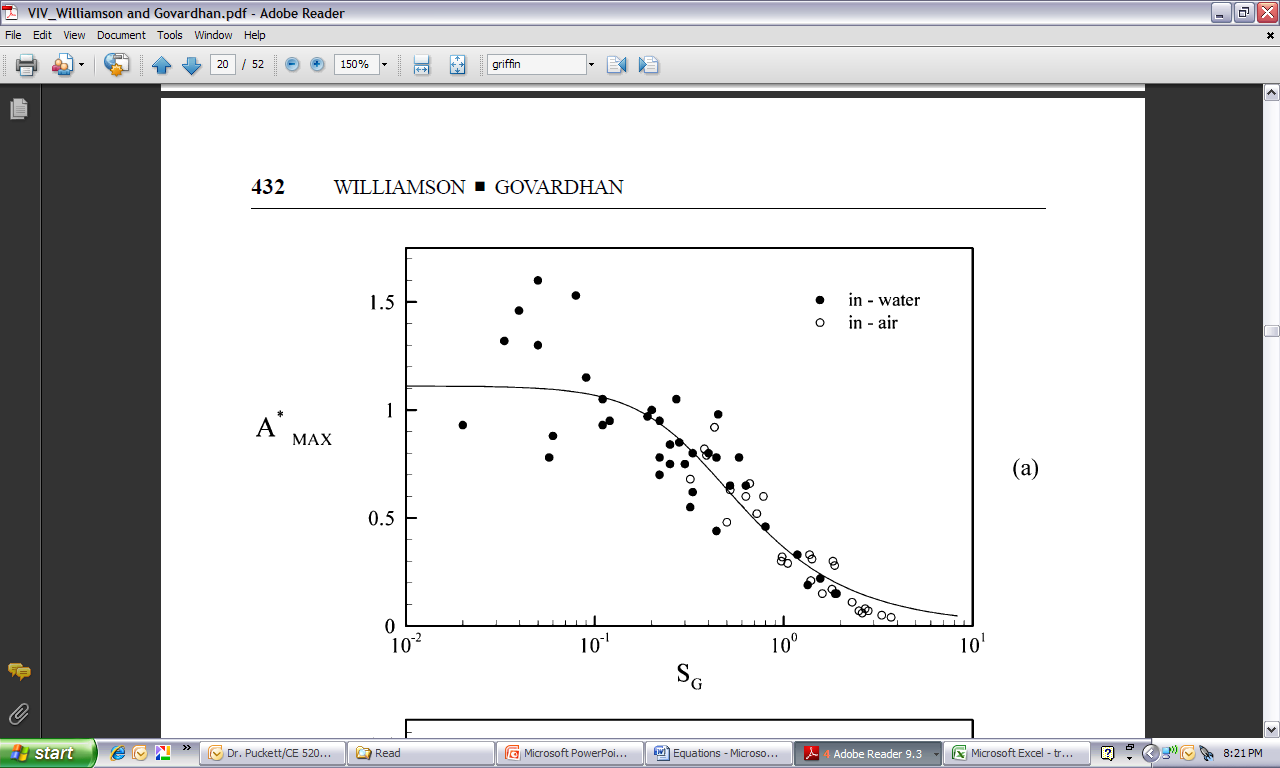 VIV_Williamson and Govardhan.pdf - Adobe Reader
File Edit View Document Tools Window Help
20 / 52 150% griffin
432 WILLIAMSON ■ GOVARDHAN
1.5
1
0.5
0
A*MAX
in - water
in - air
(a)
10-2 10-1 100 101
SG
start » Dr. Puckett/CE 520... Read Microsoft PowerPoi... Equations - Microso... Adobe Reader 9.3 Microsoft Excel - tr... 8:21 PM